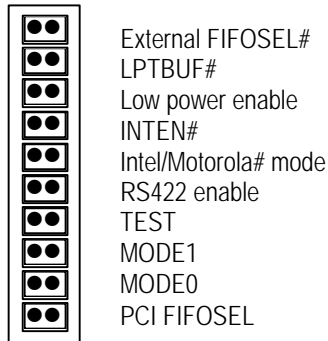 External FIFOSEL#
LPTBUF#
Low power enable
INTEN#
Intel/Motorola# mode
RS422 enable
TEST
MODE1
MODE0
PCI FIFOSEL